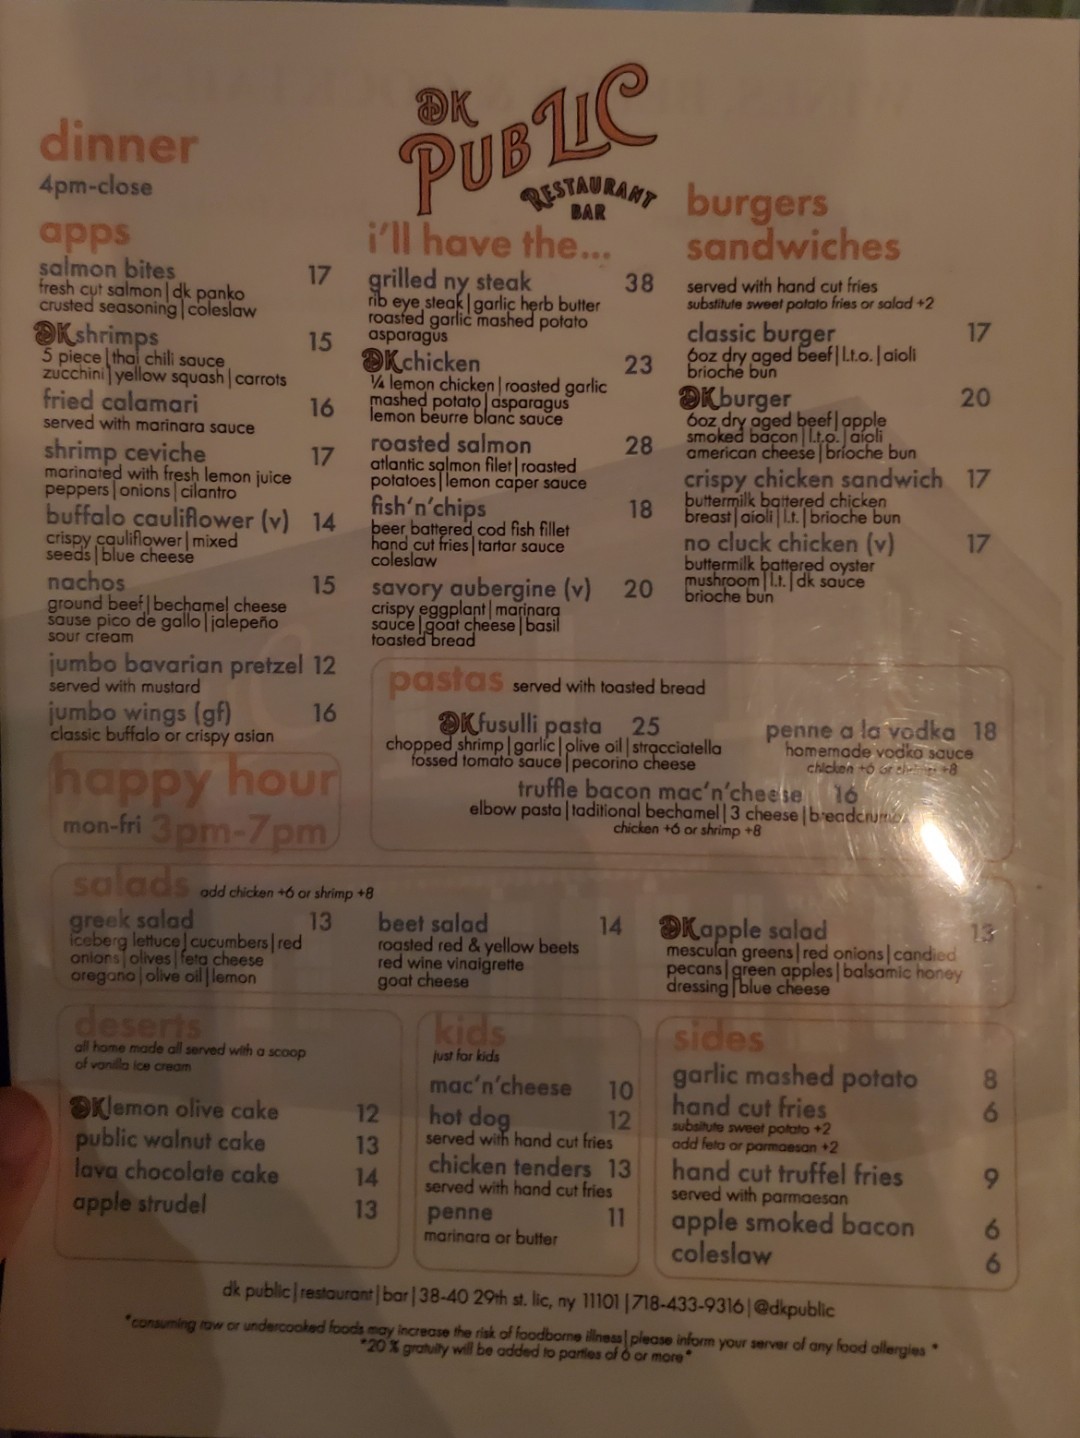 DK
PUBLIC
RESTAURANT
BAR
dinner
4pm-close
apps
salmon bites 17
fresh cut salmon|dk panko
crusted seasoning|coleslaw
DKshrimps 15
5 piece|thai chili sauce
zucchini|yellow squash|carrots
fried calamari 16
served with marinara sauce
shrimp ceviche 17
marinated with fresh lemon juice
peppers|onions|cilantro
buffalo cauliflower (v) 14
crispy cauliflower|mixed
seeds|blue cheese
nachos 15
ground beef|bechamel cheese
sause pico de gallo|jalepeño
sour cream
jumbo bavarian pretzel 12
served with mustard
jumbo wings (gf) 16
classic buffalo or crispy asian
happy hour
mon-fri 3pm-7pm
i'll have the...
grilled ny steak 38
rib eye steak|garlic herb butter
roasted garlic mashed potato
asparagus
DKchicken 23
¼ lemon chicken|roasted garlic
mashed potato|asparagus
lemon beurre blanc sauce
roasted salmon 28
atlantic salmon filet|roasted
potatoes|lemon caper sauce
fish'n'chips 18
beer battered cod fish fillet
hand cut fries|tartar sauce
coleslaw
savory aubergine (v) 20
crispy eggplant|marinara
sauce|goat cheese|basil
toasted bread
burgers
sandwiches
served with hand cut fries
substitute sweet potato fries or salad +2
classic burger 17
6oz dry aged beef|l.t.o.|aioli
brioche bun
DKburger 20
6oz dry aged beef|apple
smoked bacon|l.t.o.|aioli
american cheese|brioche bun
crispy chicken sandwich 17
buttermilk battered chicken
breast|aioli|l.t.|brioche bun
no cluck chicken (v) 17
buttermilk battered oyster
mushroom|l.t.|dk sauce
brioche bun
pastas served with toasted bread
DKfusulli pasta 25
chopped shrimp|garlic|olive oil|stracciatella
tossed tomato sauce|pecorino cheese
penne a la vodka 18
homemade vodka sauce
chicken +6 or shrimp +8
truffle bacon mac'n'cheese 16
elbow pasta|taditional bechamel|3 cheese|breadcrumbs
chicken +6 or shrimp +8
salads add chicken +6 or shrimp +8
greek salad 13
iceberg lettuce|cucumbers|red
onions|olives|feta cheese
oregano|olive oil|lemon
beet salad 14
roasted red & yellow beets
red wine vinaigrette
goat cheese
DKapple salad 13
mesculan greens|red onions|candied
pecans|green apples|balsamic honey
dressing|blue cheese
deserts
all home made all served with a scoop
of vanilla ice cream
DKlemon olive cake 12
public walnut cake 13
lava chocolate cake 14
apple strudel 13
kids
just for kids
mac'n'cheese 10
hot dog 12
served with hand cut fries
chicken tenders 13
served with hand cut fries
penne 11
marinara or butter
sides
garlic mashed potato 8
hand cut fries 6
subsitute sweet potato +2
add feta or parmaesan +2
hand cut truffel fries 9
served with parmaesan
apple smoked bacon 6
coleslaw 6
dk public|restaurant|bar|38-40 29th st. lic, ny 11101|718-433-9316|@dkpublic
*consuming raw or undercooked foods may increase the risk of foodborne illness|please inform your server of any food allergies *
*20 % gratuity will be added to parties of 6 or more*